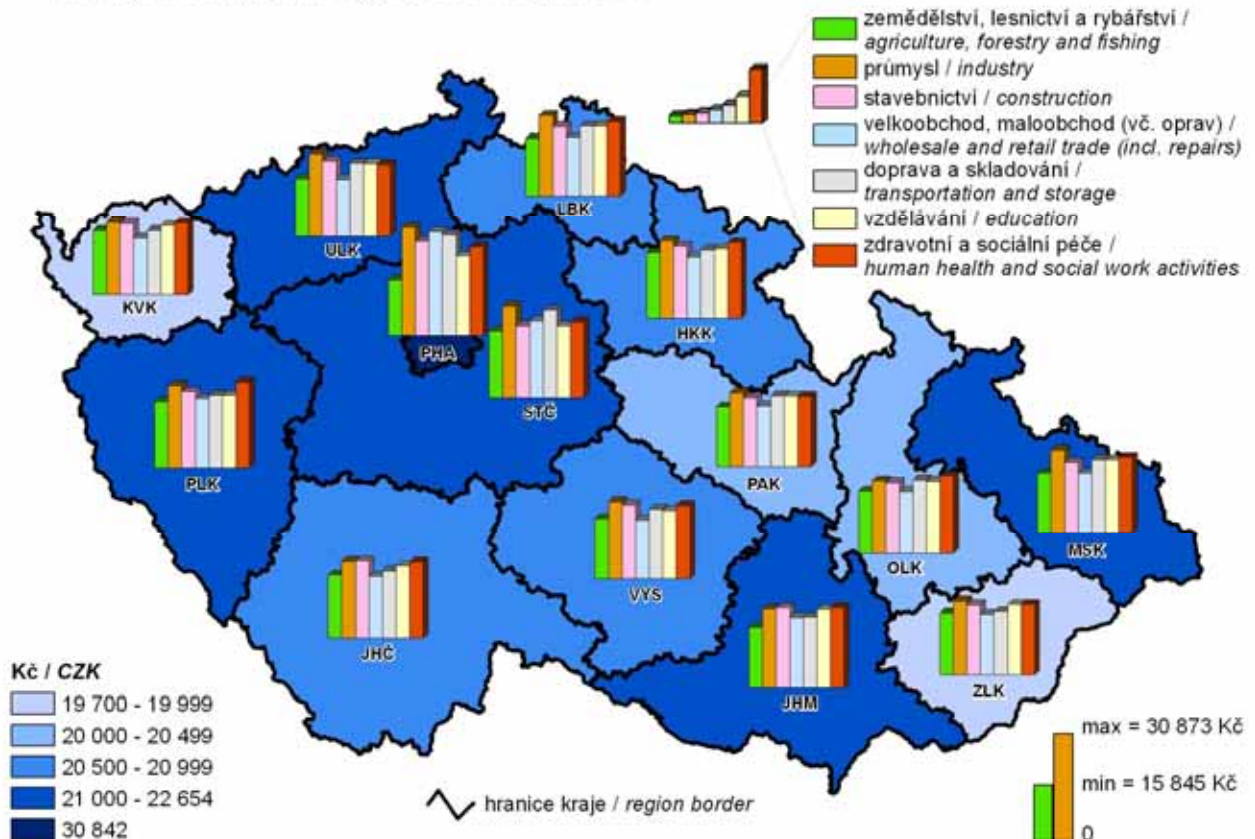 zemědělství, lesnictví a rybářství /
agriculture, forestry and fishing
průmysl / industry
stavebnictví / construction
velkoobchod, maloobchod (vč. oprav) /
wholesale and retail trade (incl. repairs)
doprava a skladování /
transportation and storage
vzdělávání / education
zdravotní a sociální péče /
human health and social work activities
LBK
ULK
KVK
HKK
PHA
STČ
PLK
PAK
MSK
OLK
VYS
JHČ
ZLK
JHM
Kč / CZK
19 700 - 19 999
20 000 - 20 499
20 500 - 20 999
21 000 - 22 654
30 842
hranice kraje / region border
max = 30 873 Kč
min = 15 845 Kč
0